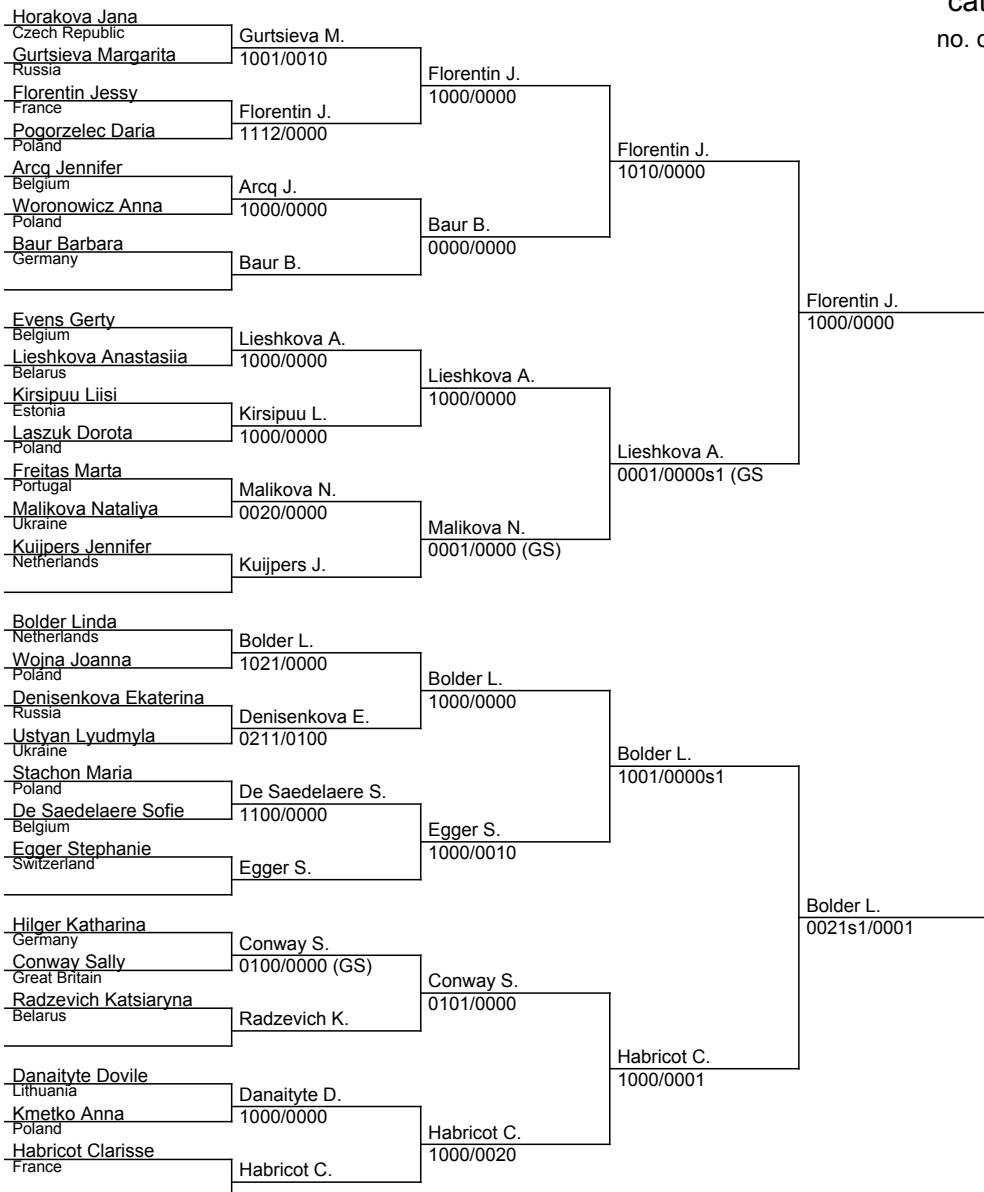 Horakova Jana
Czech Republic
Gurtsieva Margarita
Russia
Florentin Jessy
France
Pogorzelec Daria
Poland
Arcq Jennifer
Belgium
Woronowicz Anna
Poland
Baur Barbara
Germany
Evens Gerty
Belgium
Lieshkova Anastasiia
Belarus
Kirsipuu Liisi
Estonia
Laszuk Dorota
Poland
Freitas Marta
Portugal
Malikova Nataliya
Ukraine
Kuijpers Jennifer
Netherlands
Bolder Linda
Netherlands
Wojna Joanna
Poland
Denisenkova Ekaterina
Russia
Ustyan Lyudmyla
Ukraine
Stachon Maria
Poland
De Saedelaere Sofie
Belgium
Egger Stephanie
Switzerland
Hilger Katharina
Germany
Conway Sally
Great Britain
Radzevich Katsiaryna
Belarus
Danaityte Dovile
Lithuania
Kmetko Anna
Poland
Habricot Clarisse
France
Gurtsieva M.
1001/0010
Florentin J.
1112/0000
Arcq J.
1000/0000
Baur B.
Lieshkova A.
1000/0000
Kirsipuu L.
1000/0000
Malikova N.
0020/0000
Kuijpers J.
Bolder L.
1021/0000
Denisenkova E.
0211/0100
De Saedelaere S.
1100/0000
Egger S.
Conway S.
0100/0000 (GS)
Radzevich K.
Danaityte D.
1000/0000
Habricot C.
Florentin J.
1000/0000
Baur B.
0000/0000
Lieshkova A.
1000/0000
Malikova N.
0001/0000 (GS)
Bolder L.
1000/0000
Egger S.
1000/0010
Conway S.
0101/0000
Habricot C.
1000/0020
Florentin J.
1010/0000
Lieshkova A.
0001/0000s1 (GS
Bolder L.
1001/0000s1
Habricot C.
1000/0001
Florentin J.
1000/0000
Bolder L.
0021s1/0001
cat
no. c